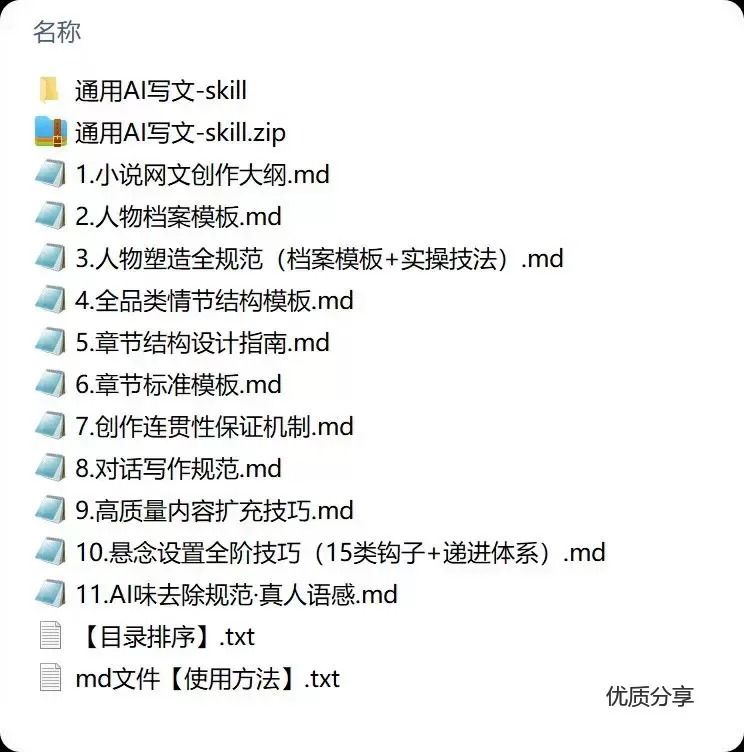 名称
通用AI写文-skill
通用AI写文-skill.zip
1.小说网文创作大纲.md
2.人物档案模板.md
3.人物塑造全规范（档案模板+实操技法）.md
4.全品类情节结构模板.md
5.章节结构设计指南.md
6.章节标准模板.md
7.创作连贯性保证机制.md
8.对话写作规范.md
9.高质量内容扩充技巧.md
10.悬念设置全阶技巧（15类钩子+递进体系）.md
11.AI味去除规范·真人语感.md
【目录排序】.txt
md文件【使用方法】.txt
优质分享